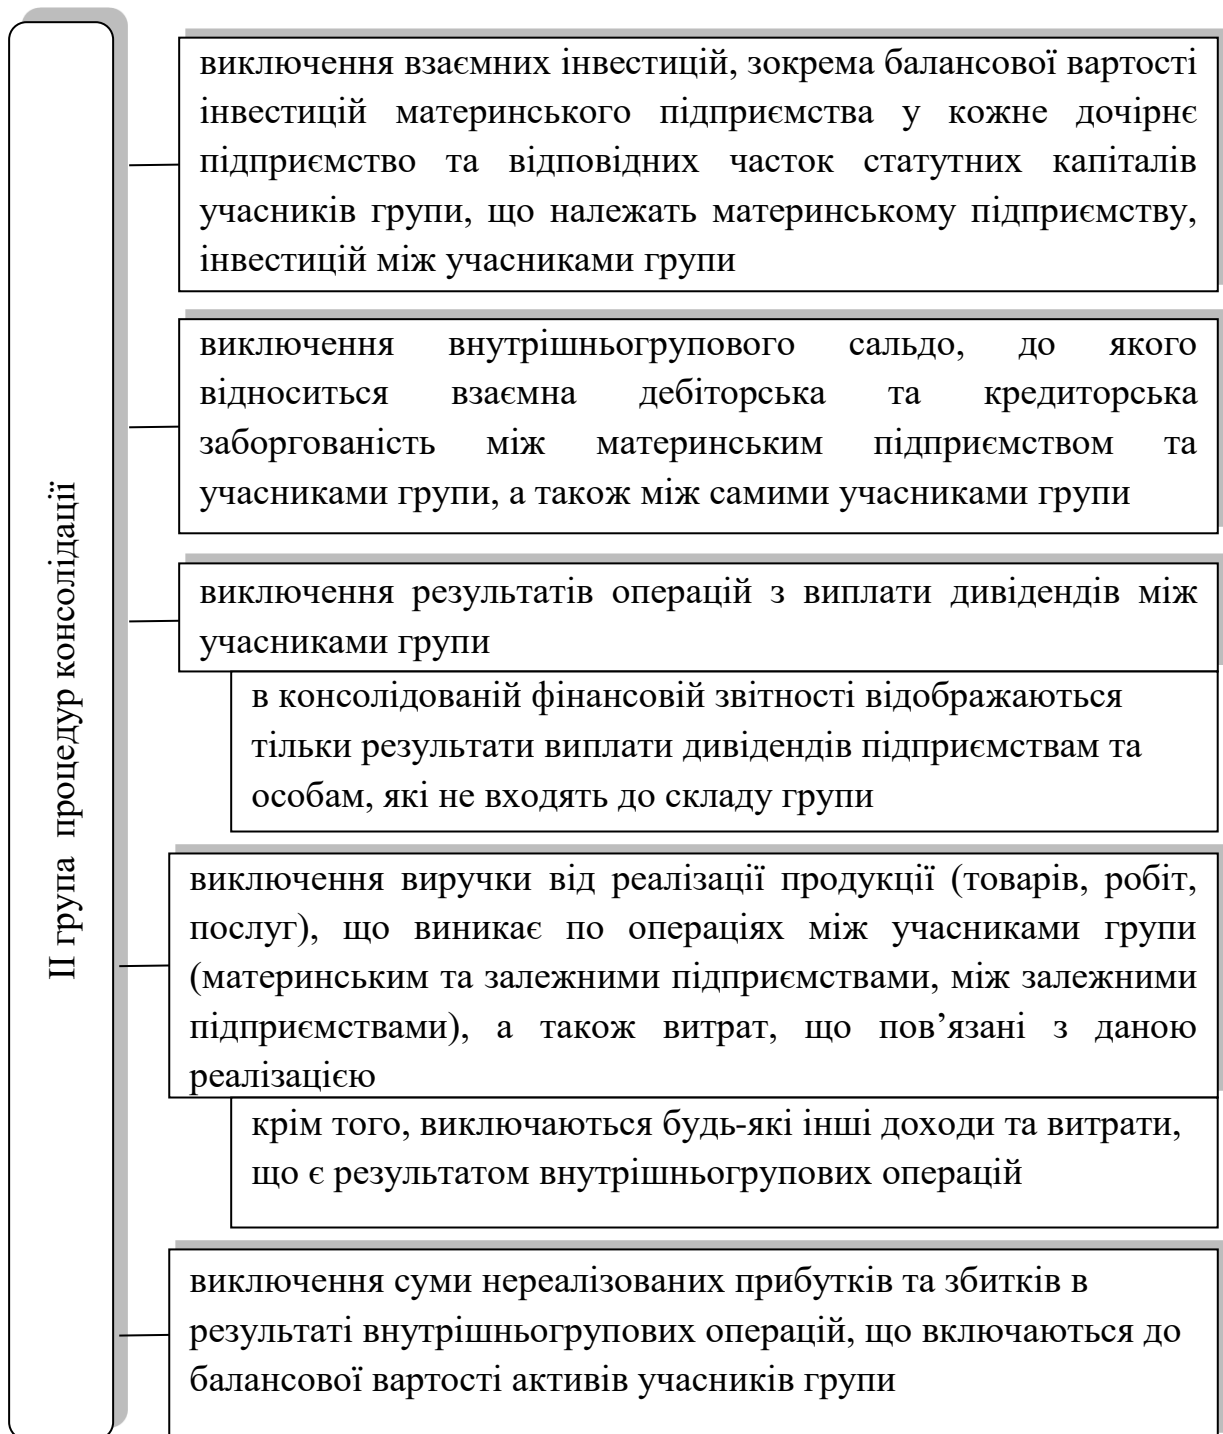 ІІ група процедур консолідації
виключення взаємних інвестицій, зокрема балансової вартості
інвестицій материнського підприємства у кожне дочірнє
підприємство та відповідних часток статутних капіталів
учасників групи, що належать материнському підприємству,
інвестицій між учасниками групи
виключення внутрішньогрупового сальдо, до якого
відноситься взаємна дебіторська та кредиторська
заборгованість між материнським підприємством та
учасниками групи, а також між самими учасниками групи
виключення результатів операцій з виплати дивідендів між
учасниками групи
в консолідованій фінансовій звітності відображаються
тільки результати виплати дивідендів підприємствам та
особам, які не входять до складу групи
виключення виручки від реалізації продукції (товарів, робіт,
послуг), що виникає по операціях між учасниками групи
(материнським та залежними підприємствами, між залежними
підприємствами), а також витрат, що пов’язані з даною
реалізацією
крім того, виключаються будь-які інші доходи та витрати,
що є результатом внутрішньогрупових операцій
виключення суми нереалізованих прибутків та збитків в
результаті внутрішньогрупових операцій, що включаються до
балансової вартості активів учасників групи